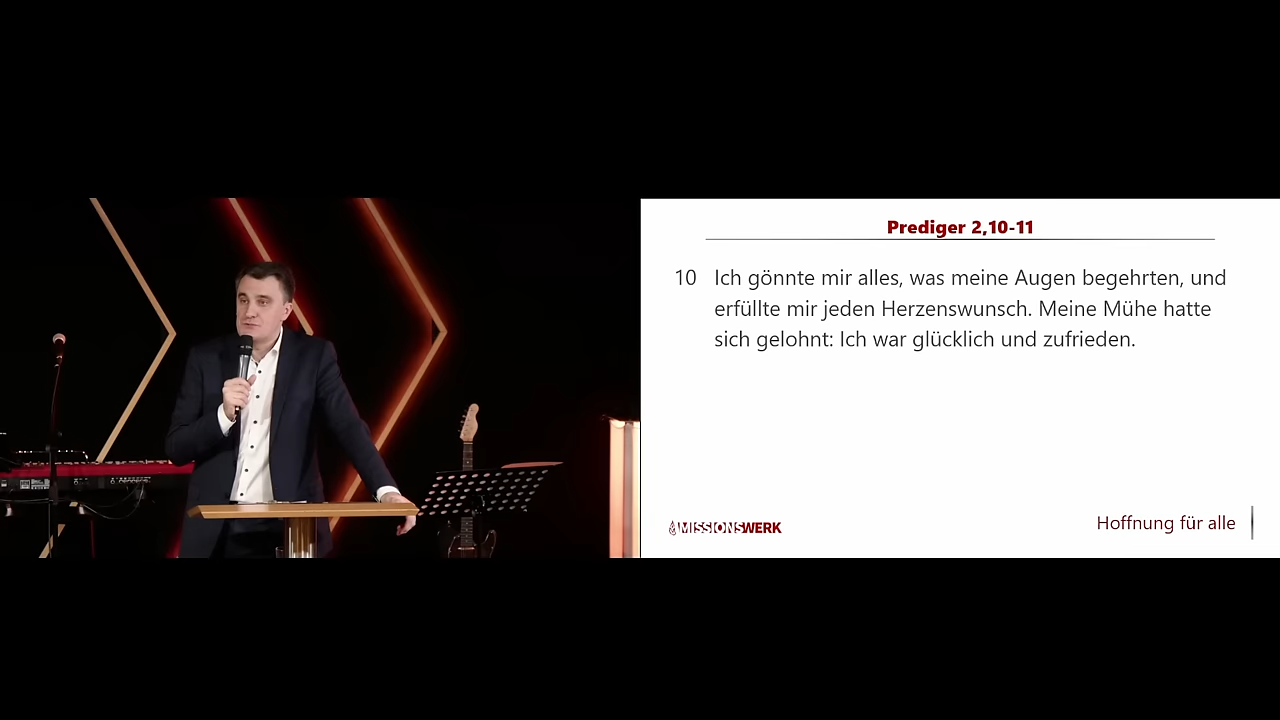 Prediger 2,10-11
10 Ich gönnte mir alles, was meine Augen begehrten, und
erfüllte mir jeden Herzenswunsch. Meine Mühe hatte
sich gelohnt: Ich war glücklich und zufrieden.
MISSIONSWERK
Hoffnung für alle